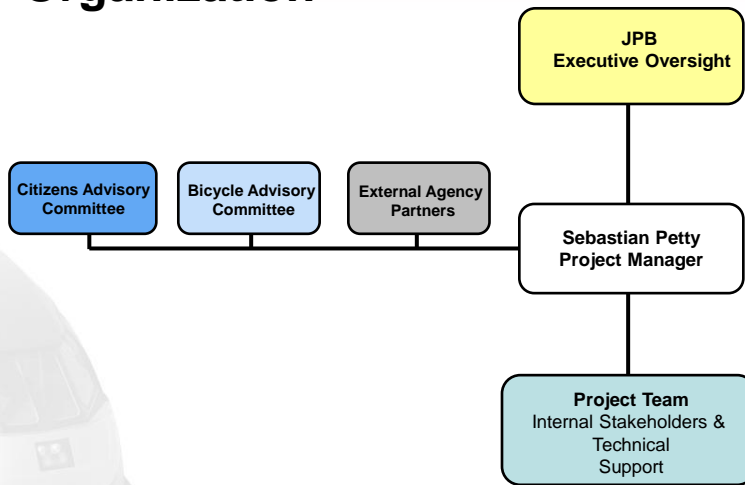 Organization
JPB
Executive Oversight
Citizens Advisory
Committee
Bicycle Advisory
Committee
External Agency
Partners
Sebastian Petty
Project Manager
Project Team
Internal Stakeholders &
Technical
Support